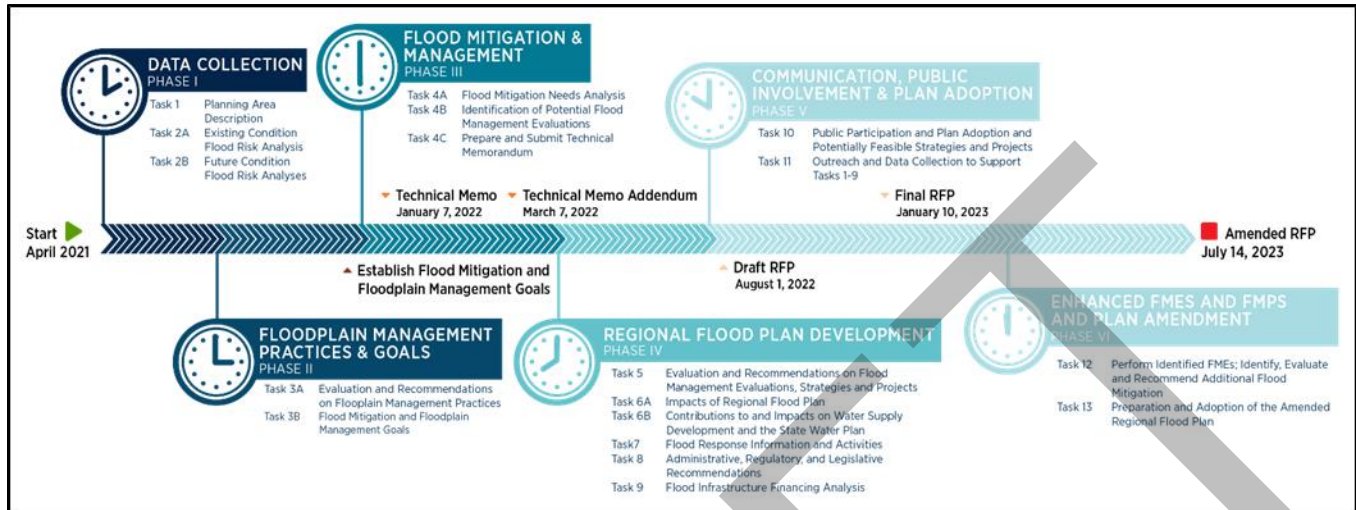 DATA COLLECTION
PHASE I
Task 1 Planning Area
Description
Task 2A Existing Condition
Flood Risk Analysis
Task 2B Future Condition
Flood Risk Analyses
FLOOD MITIGATION &
MANAGEMENT
PHASE III
Task 4A Flood Mitigation Needs Analysis
Task 4B Identification of Potential Flood
Management Evaluations
Task 4C Prepare and Submit Technical
Memorandum
COMMUNICATION, PUBLIC
INVOLVEMENT & PLAN ADOPTION
PHASE V
Task 10 Public Participation and Plan Adoption and
Potentially Feasible Strategies and Projects
Task 11 Outreach and Data Collection to Support
Tasks 1-9
Technical Memo
January 7, 2022
Technical Memo Addendum
March 7, 2022
Final RFP
January 10, 2023
Start
April 2021
Amended RFP
July 14, 2023
Establish Flood Mitigation and
Floodplain Management Goals
Draft RFP
August 1, 2022
FLOODPLAIN MANAGEMENT
PRACTICES & GOALS
PHASE II
Task 3A Evaluation and Recommendations
on Flooplain Management Practices
Task 3B Flood Mitigation and Floodplain
Management Goals
REGIONAL FLOOD PLAN DEVELOPMENT
PHASE IV
Task 5 Evaluation and Recommendations on Flood
Management Evaluations, Strategies and Projects
Task 6A Impacts of Regional Flood Plan
Task 6B Contributions to and Impacts on Water Supply
Development and the State Water Plan
Task7 Flood Response Information and Activities
Task 8 Administrative, Regulatory, and Legislative
Recommendations
Task 9 Flood Infrastructure Financing Analysis
ENHANCED FMES AND FMPS
AND PLAN AMENDMENT
PHASE VI
Task 12 Perform Identified FMEs; Identify, Evaluate
and Recommend Additional Flood
Mitigation
Task 13 Preparation and Adoption of the Amended
Regional Flood Plan